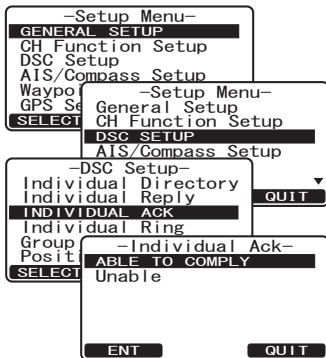 -Setup Menu-
GENERAL SETUP
CH Function Setup
DSC Setup
AIS/Compass Setup
Waypoi
GPS Se
SELECT
-Setup Menu-
General Setup
CH Function Setup
DSC SETUP
AIS/Compass Setup
QUIT
-DSC Setup-
Individual Directory
Individual Reply
INDIVIDUAL ACK
Individual Ring
Group
Positi
SELECT
-Individual Ack-
ABLE TO COMPLY
Unable
ENT QUIT